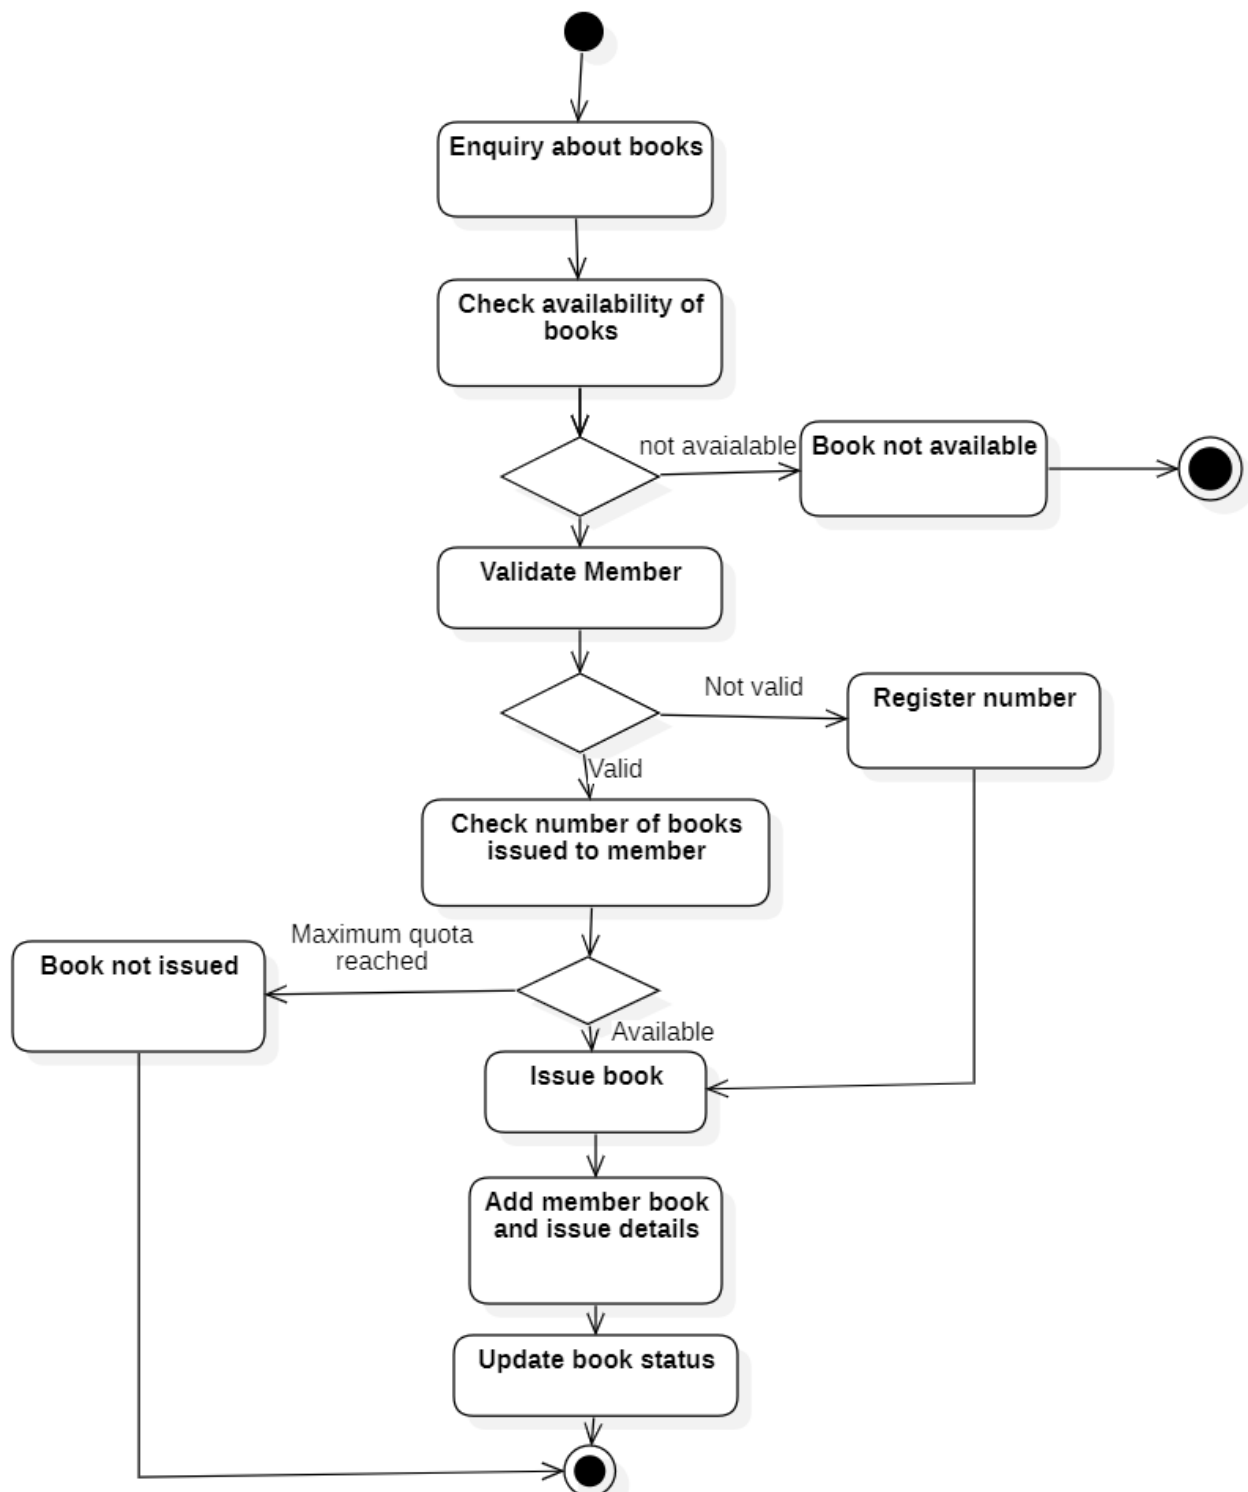 Enquiry about books
Check availability of
books
not avaialable
Book not available
Validate Member
Not valid
Register number
Valid
Check number of books
issued to member
Maximum quota
reached
Book not issued
Available
Issue book
Add member book
and issue details
Update book status